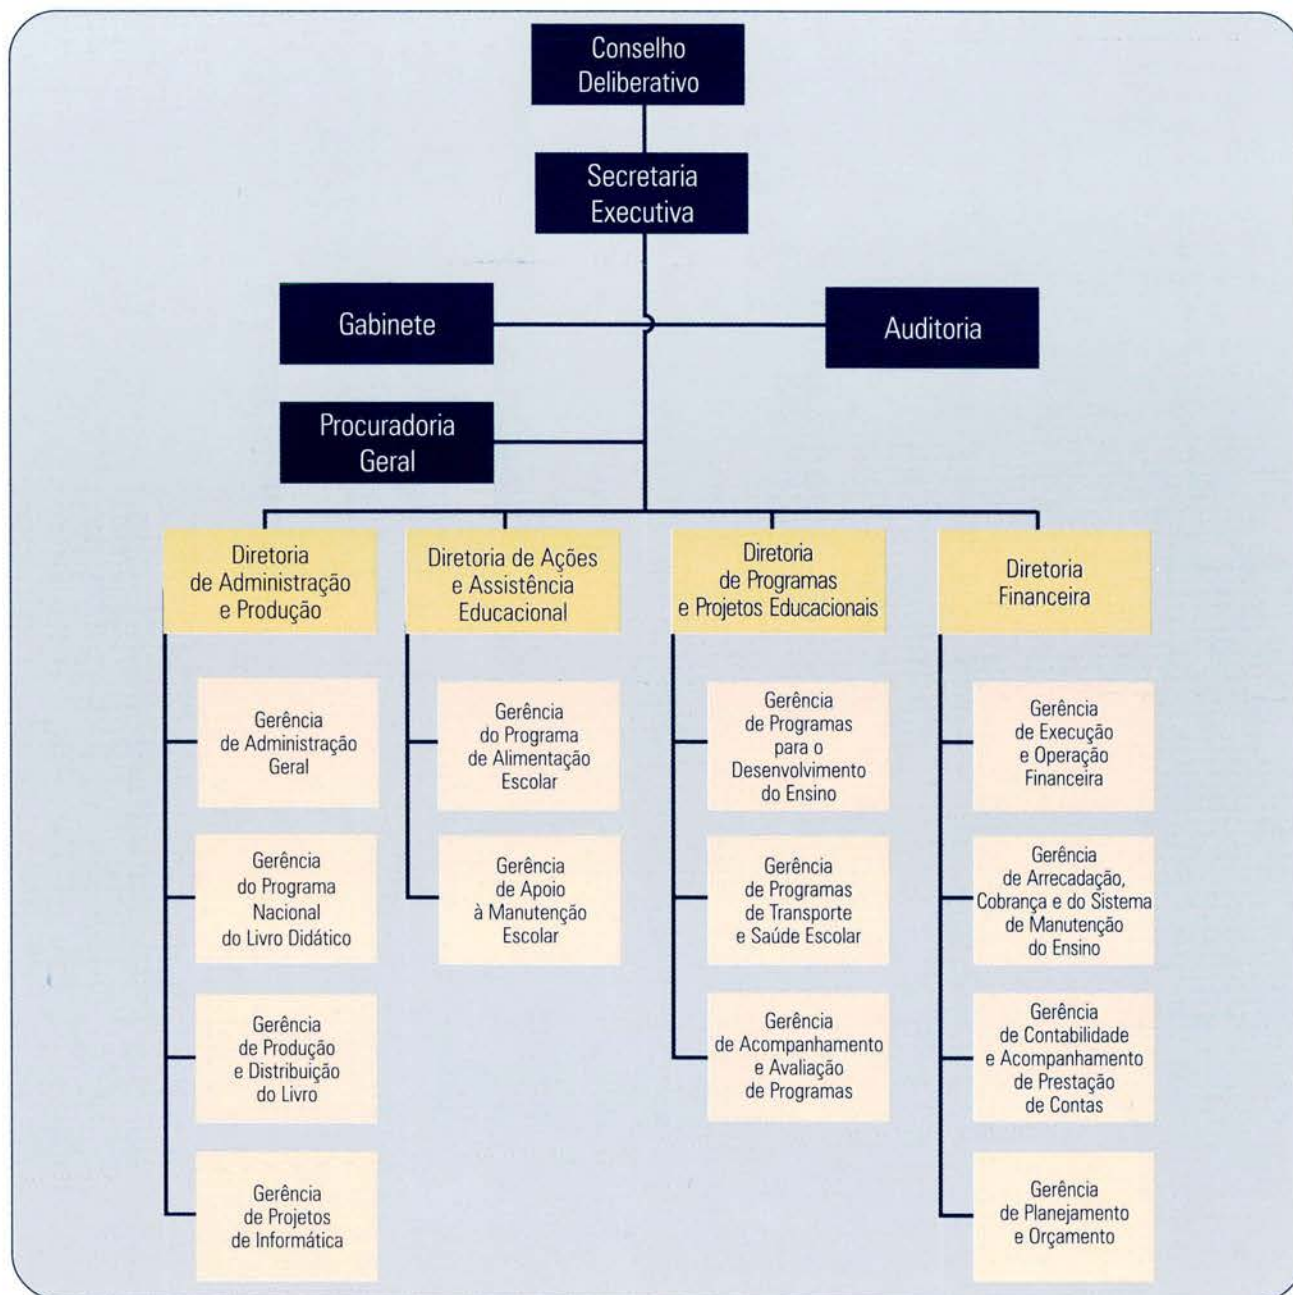 Conselho
Deliberativo
Secretaria
Executiva
Gabinete
Auditoria
Procuradoria
Geral
Diretoria
de Administração
e Produção
Diretoria de Ações
e Assistência
Educacional
Diretoria
de Programas
e Projetos Educacionais
Diretoria
Financeira
Gerência
de Administração
Geral
Gerência
do Programa
Nacional
do Livro Didático
Gerência
de Produção
e Distribuição
do Livro
Gerência
de Projetos
de Informática
Gerência
do Programa
de Alimentação
Escolar
Gerência
de Apoio
à Manutenção
Escolar
Gerência
de Programas
para o
Desenvolvimento
do Ensino
Gerência
de Programas
de Transporte
e Saúde Escolar
Gerência
de Acompanhamento
e Avaliação
de Programas
Gerência
de Execução
e Operação
Financeira
Gerência
de Arrecadação,
Cobrança e do Sistema
de Manutenção
do Ensino
Gerência
de Contabilidade
e Acompanhamento
de Prestação
de Contas
Gerência
de Planejamento
e Orçamento